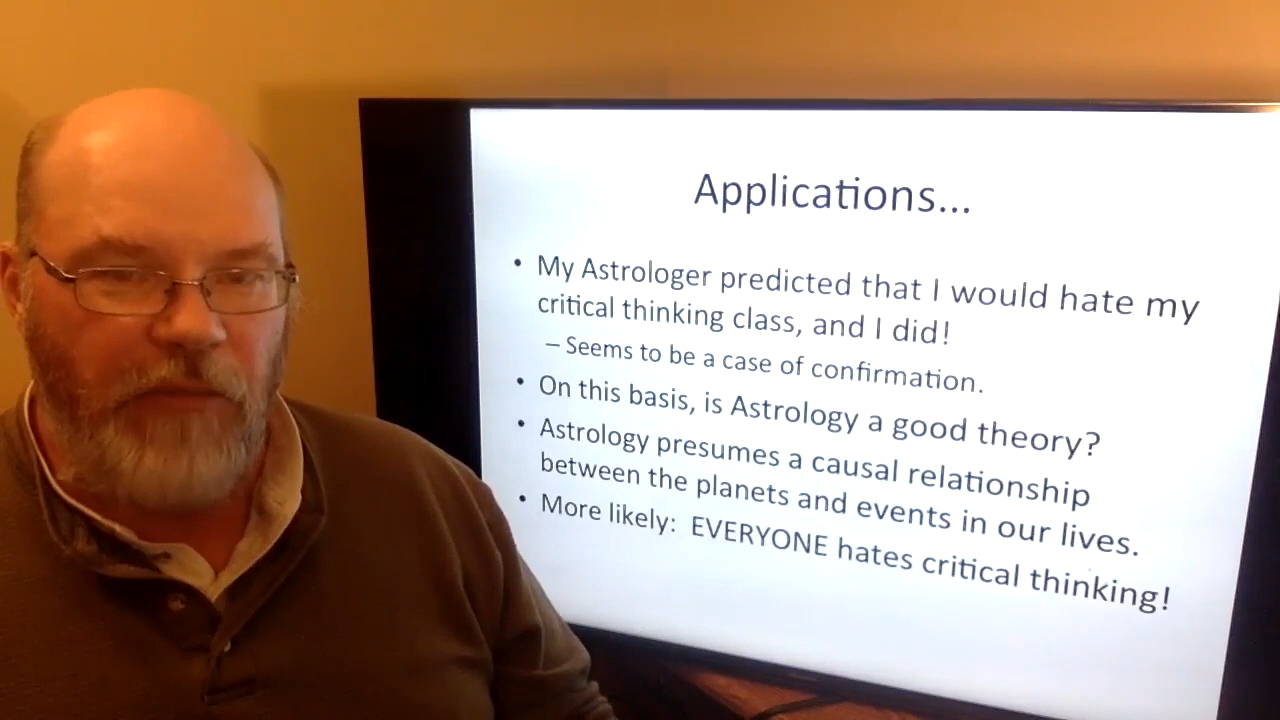 Applications...
• My Astrologer predicted that I would hate my
critical thinking class, and I did!
– Seems to be a case of confirmation.
• On this basis, is Astrology a good theory?
• Astrology presumes a causal relationship
between the planets and events in our lives.
• More likely: EVERYONE hates critical thinking!